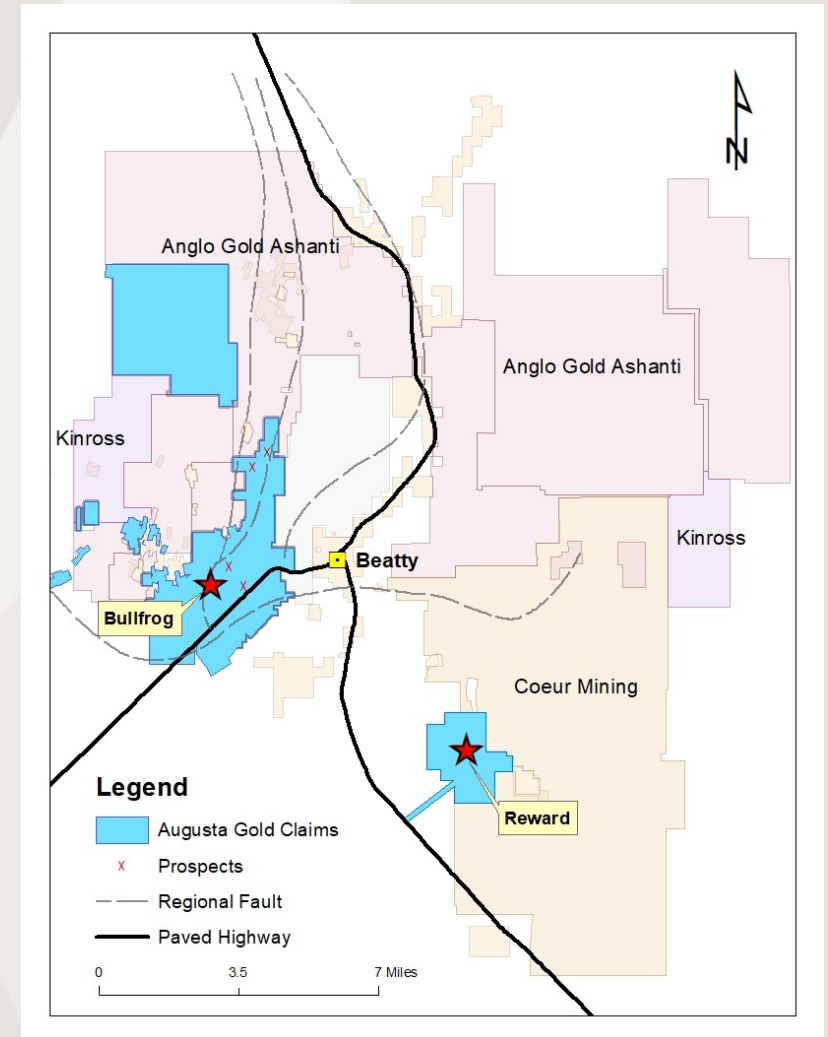 N
Anglo Gold Ashanti
Anglo Gold Ashanti
Kinross
Kinross
Beatty
Bullfrog
Coeur Mining
Reward
Legend
Augusta Gold Claims
x Prospects
Regional Fault
Paved Highway
0 3.5 7 Miles